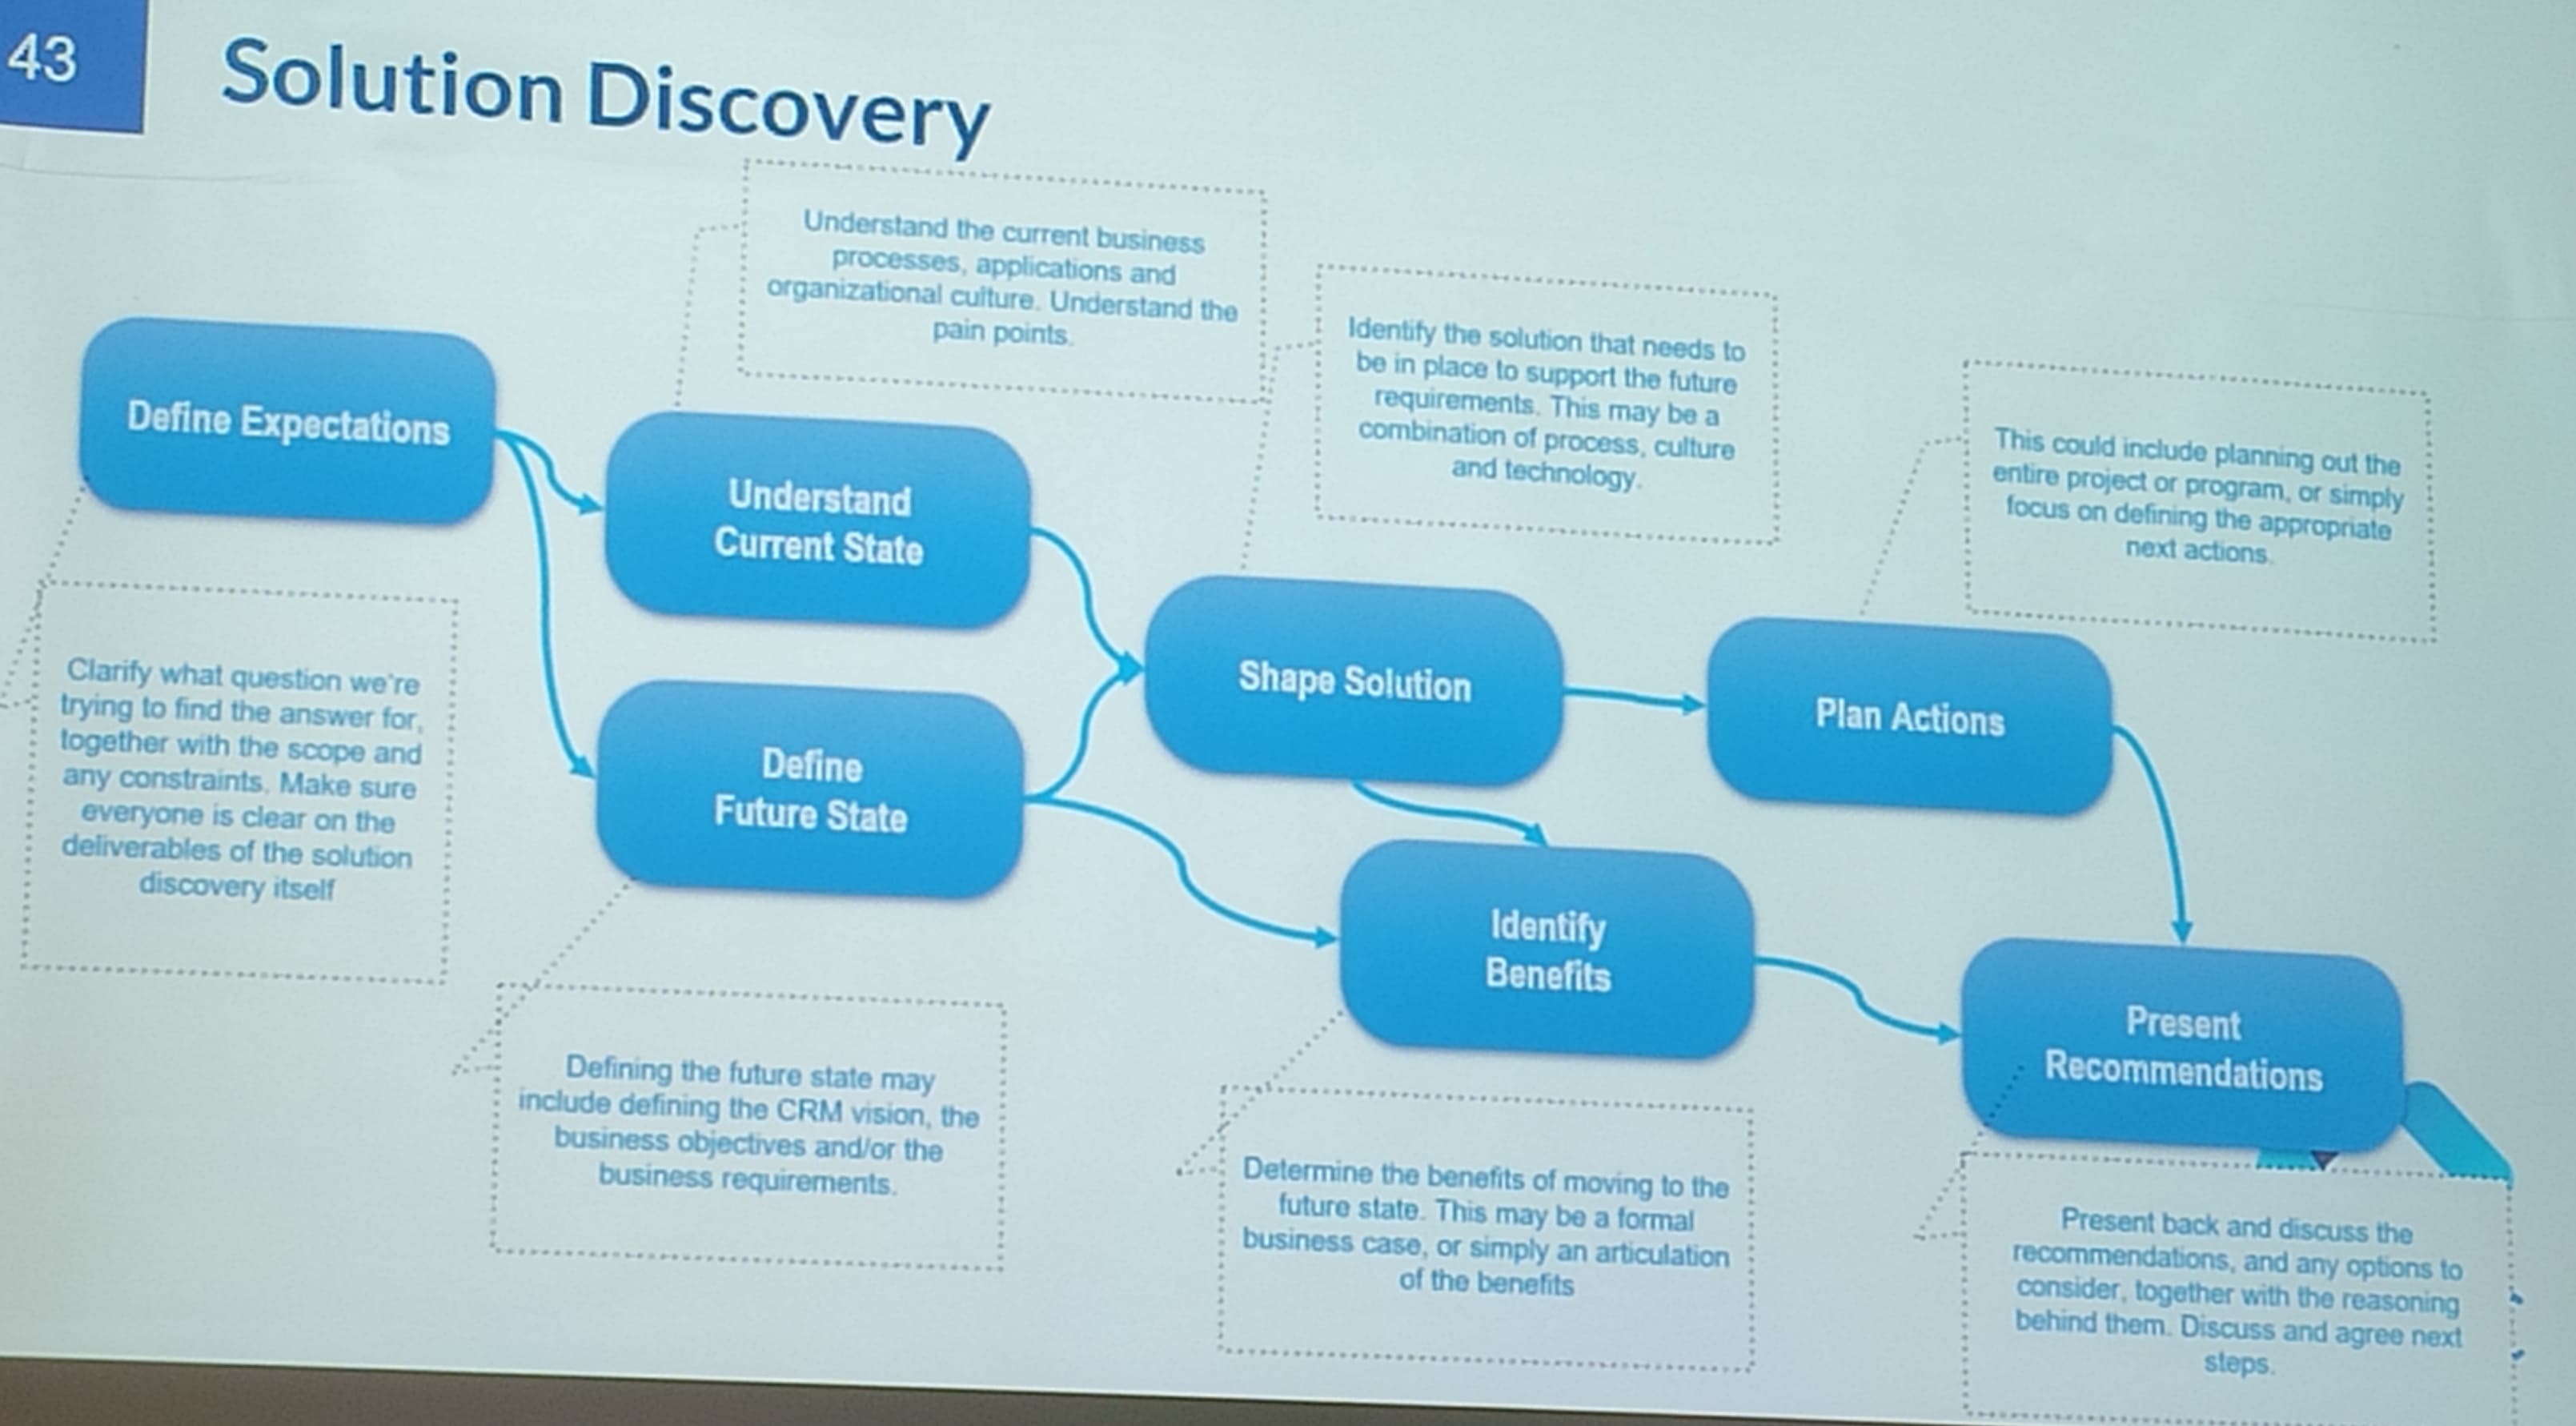 43
Solution Discovery
Understand the current business
processes, applications and
organizational culture. Understand the
pain points.
Identify the solution that needs to
be in place to support the future
requirements. This may be a
combination of process, culture
and technology.
This could include planning out the
entire project or program, or simply
focus on defining the appropriate
next actions.
Define Expectations
Understand
Current State
Shape Solution
Plan Actions
Clarify what question we're
trying to find the answer for,
together with the scope and
any constraints. Make sure
everyone is clear on the
deliverables of the solution
discovery itself
Define
Future State
Identify
Benefits
Present
Recommendations
Defining the future state may
include defining the CRM vision, the
business objectives and/or the
business requirements.
Determine the benefits of moving to the
future state. This may be a formal
business case, or simply an articulation
of the benefits
Present back and discuss the
recommendations, and any options to
consider, together with the reasoning
behind them. Discuss and agree next
steps.